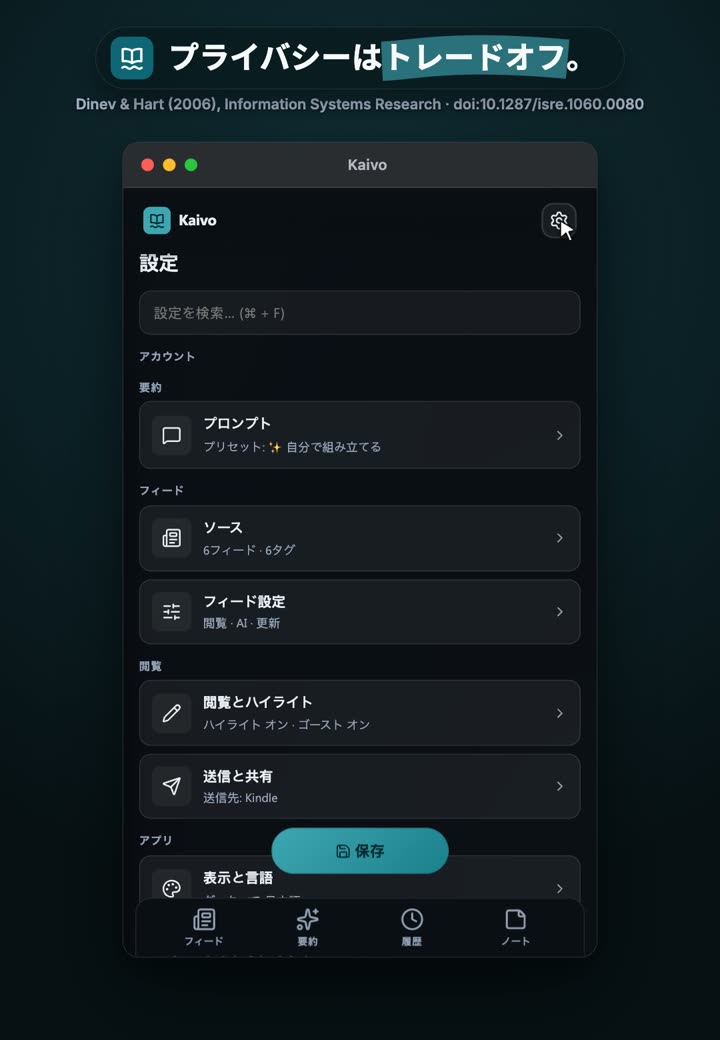 プライバシーはトレードオフ。
Dinev & Hart (2006), Information Systems Research · doi:10.1287/isre.1060.0080
Kaivo
Kaivo
設定
設定を検索... (⌘ + F)
アカウント
要約
プロンプト
プリセット: ✨ 自分で組み立てる
フィード
ソース
6フィード · 6タグ
フィード設定
閲覧 · AI · 更新
閲覧
閲覧とハイライト
ハイライト オン · ゴースト オン
送信と共有
送信先: Kindle
アプリ
保存
表示と言語
フィード
要約
履歴
ノート